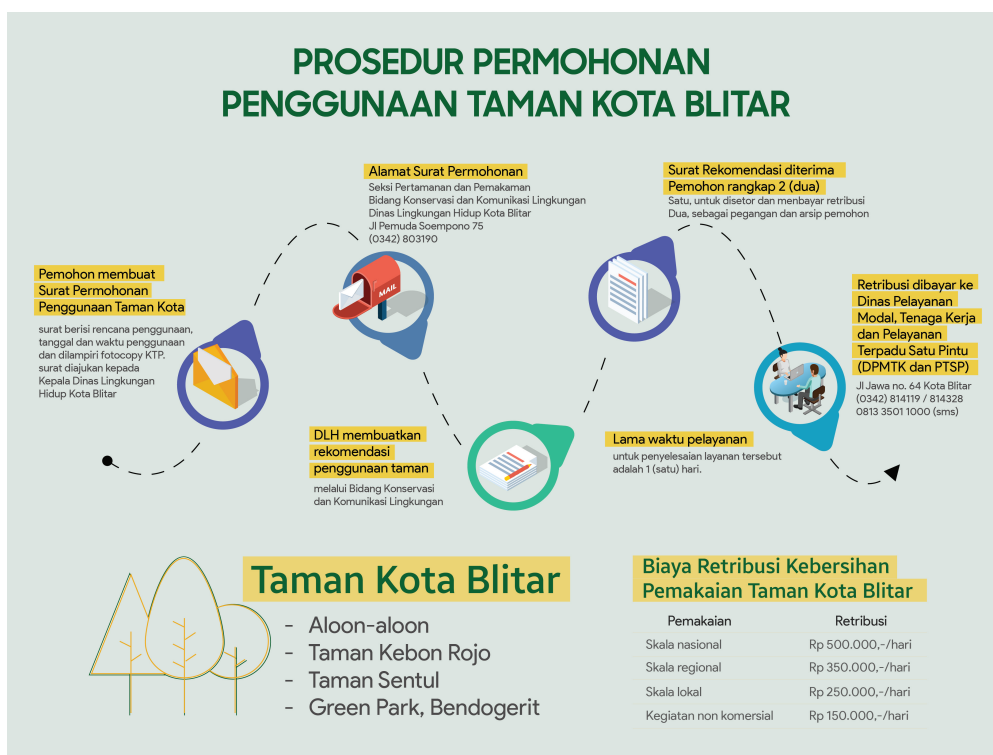 PROSEDUR PERMOHONAN
PENGGUNAAN TAMAN KOTA BLITAR
Pemohon membuat
Surat Permohonan
Penggunaan Taman Kota
surat berisi rencana penggunaan,
tanggal dan waktu penggunaan
dan dilampiri fotocopy KTP.
surat diajukan kepada
Kepala Dinas Lingkungan
Hidup Kota Blitar
Alamat Surat Permohonan
Seksi Pertamanan dan Pemakaman
Bidang Konservasi dan Komunikasi Lingkungan
Dinas Lingkungan Hidup Kota Blitar
Jl Pemuda Soempono 75
(0342) 803190
MAIL
DLH membuatkan
rekomendasi
penggunaan taman
melalui Bidang Konservasi
dan Komunikasi Lingkungan
Surat Rekomendasi diterima
Pemohon rangkap 2 (dua)
Satu, untuk disetor dan menbayar retribusi
Dua, sebagai pegangan dan arsip pemohon
Lama waktu pelayanan
untuk penyelesaian layanan tersebut
adalah 1 (satu) hari.
Retribusi dibayar ke
Dinas Pelayanan
Modal, Tenaga Kerja
dan Pelayanan
Terpadu Satu Pintu
(DPMTK dan PTSP)
Jl Jawa no. 64 Kota Blitar
(0342) 814119 / 814328
0813 3501 1000 (sms)
Taman Kota Blitar
- Aloon-aloon
- Taman Kebon Rojo
- Taman Sentul
- Green Park, Bendogerit
Biaya Retribusi Kebersihan
Pemakaian Taman Kota Blitar
Pemakaian Retribusi
Skala nasional Rp 500.000,-/hari
Skala regional Rp 350.000,-/hari
Skala lokal Rp 250.000,-/hari
Kegiatan non komersial Rp 150.000,-/hari